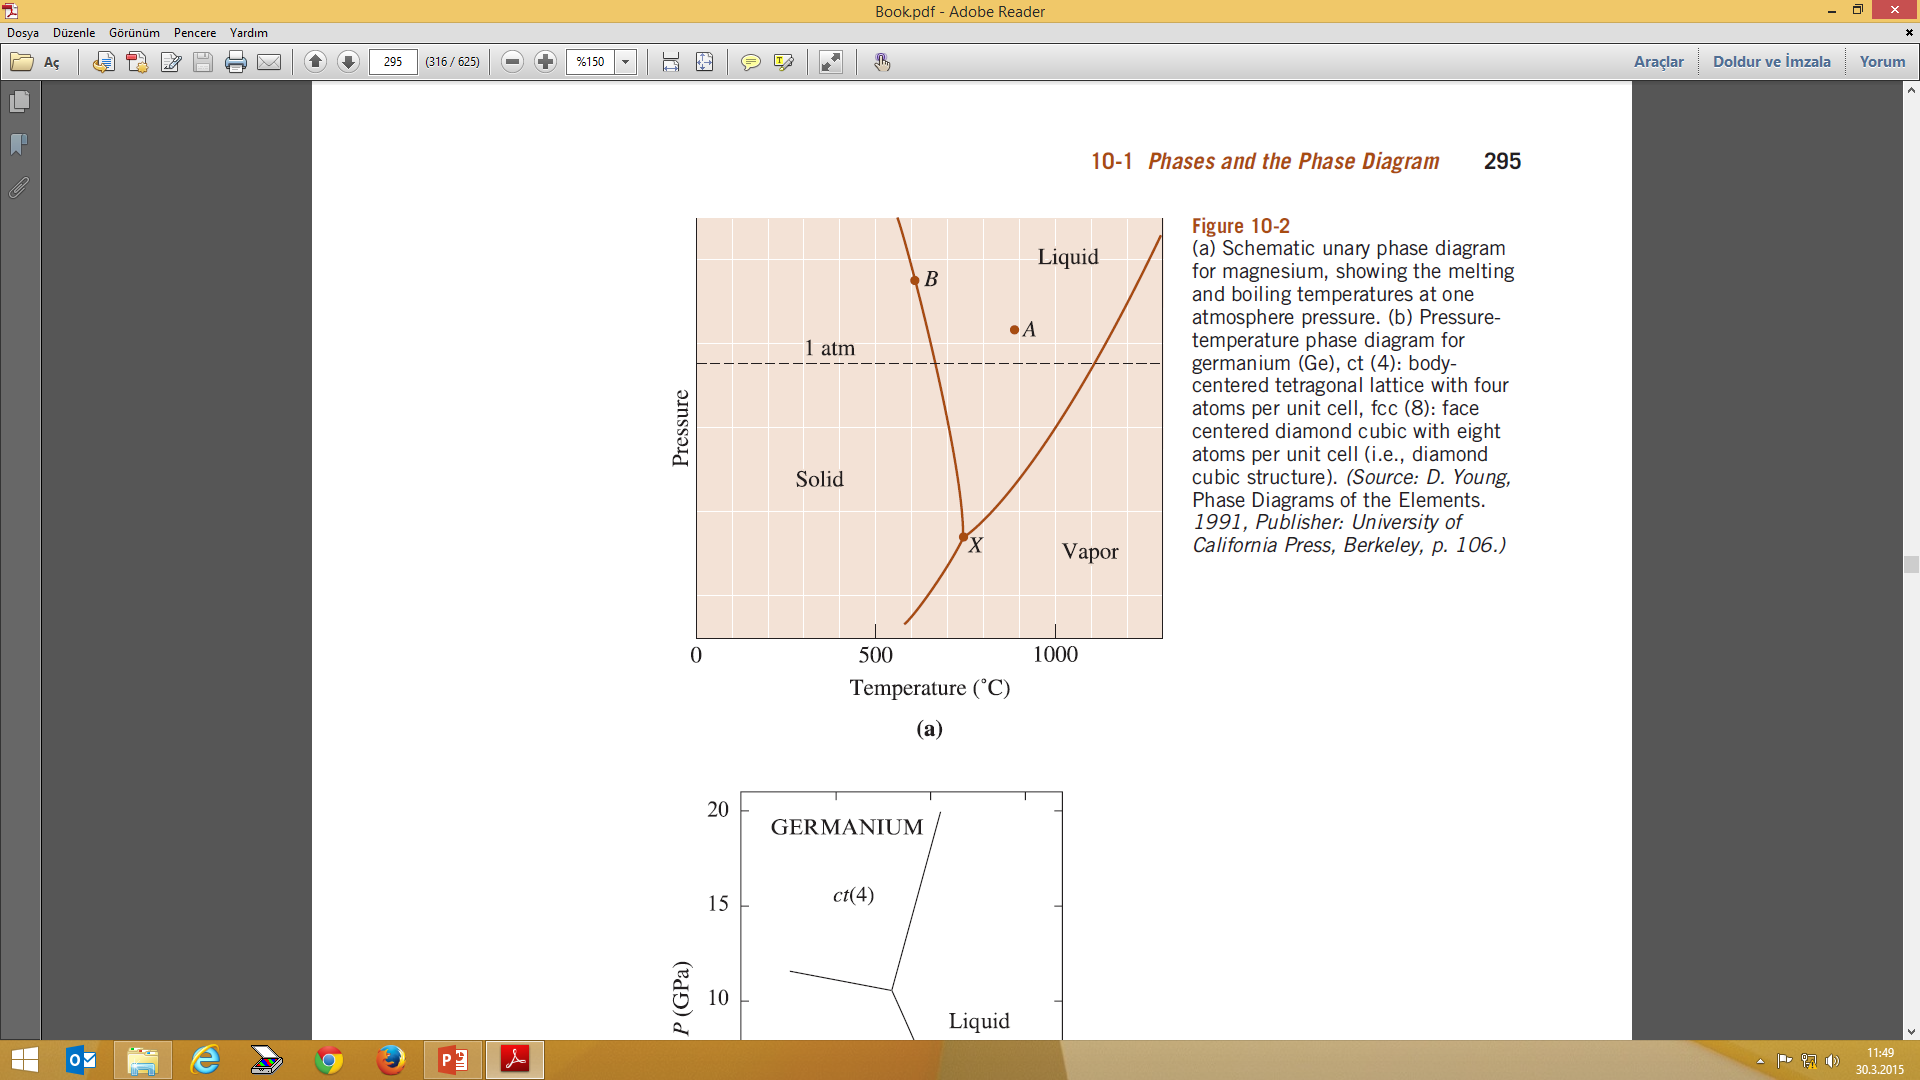 Book.pdf - Adobe Reader
Dosya Düzenle Görünüm Pencere Yardım
Aç 295 (316 / 625) %150 Araçlar Doldur ve İmzala Yorum
10-1 Phases and the Phase Diagram 295
Liquid
B
A
1 atm
Pressure
Solid
X
Vapor
0 500 1000
Temperature (˚C)
(a)
Figure 10-2
(a) Schematic unary phase diagram
for magnesium, showing the melting
and boiling temperatures at one
atmosphere pressure. (b) Pressure-
temperature phase diagram for
germanium (Ge), ct (4): body-
centered tetragonal lattice with four
atoms per unit cell, fcc (8): face
centered diamond cubic with eight
atoms per unit cell (i.e., diamond
cubic structure). (Source: D. Young,
Phase Diagrams of the Elements.
1991, Publisher: University of
California Press, Berkeley, p. 106.)
20
GERMANIUM
ct(4)
15
P (GPa)
10
Liquid
11:49
30.3.2015